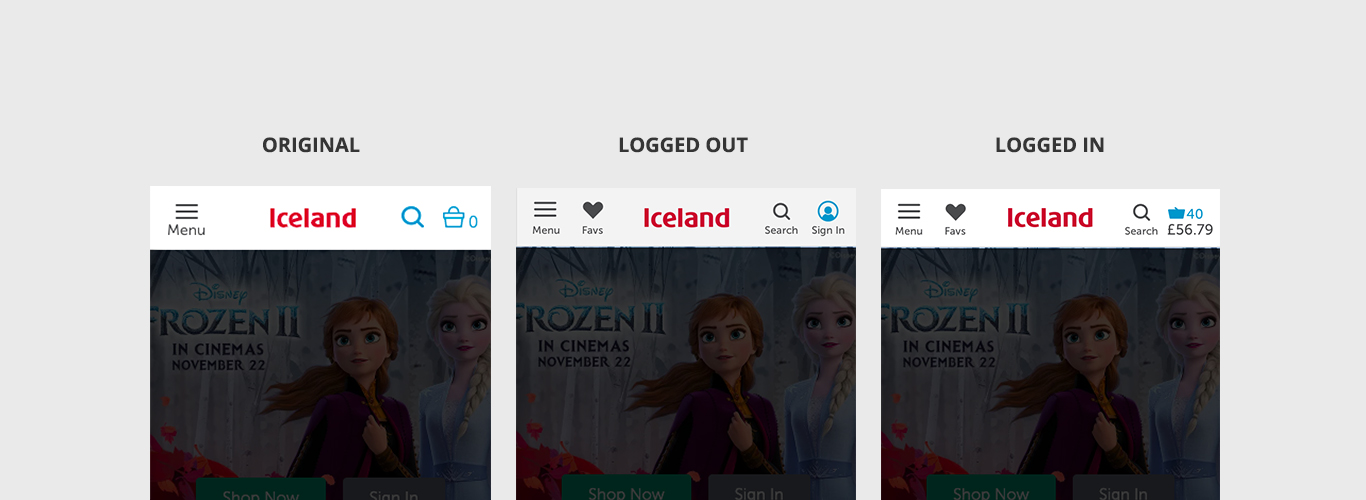 ORIGINAL
LOGGED OUT
LOGGED IN
Menu
Iceland
0
Menu
Favs
Iceland
Search
Sign In
Menu
Favs
Iceland
Search
40
£56.79
Disney
FROZEN II
IN CINEMAS
NOVEMBER 22
Shop Now
Sign In
Disney
FROZEN II
IN CINEMAS
NOVEMBER 22
Shop Now
Sign In
Disney
FROZEN II
IN CINEMAS
NOVEMBER 22
Shop Now
Sign In